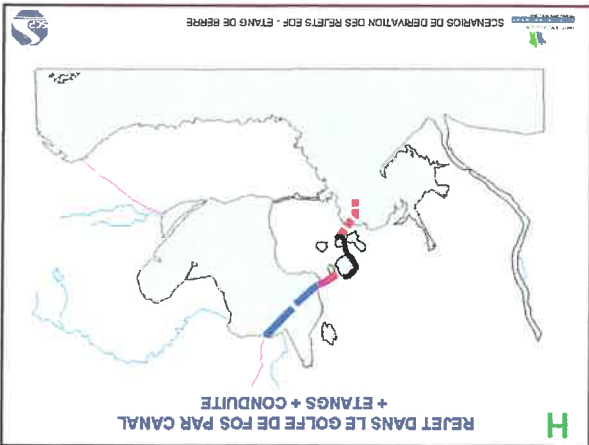 H
REJET DANS LE GOLFE DE FOS PAR CANAL
+ ETANGS + CONDUITE
SCENARIOS DE DERIVATION DES REJETS EDF - ETANG DE BERRE